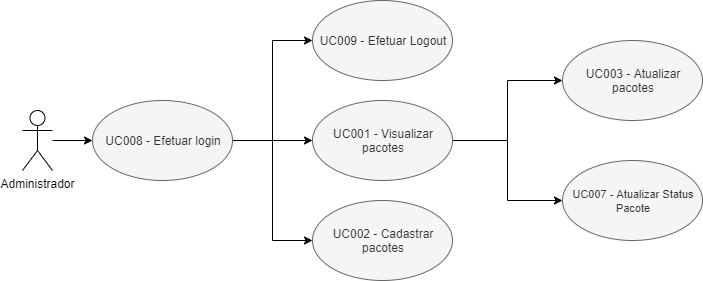 UC009 - Efetuar Logout
UC003 - Atualizar
pacotes
UC008 - Efetuar login
UC001 - Visualizar
pacotes
Administrador
UC007 - Atualizar Status
Pacote
UC002 - Cadastrar
pacotes